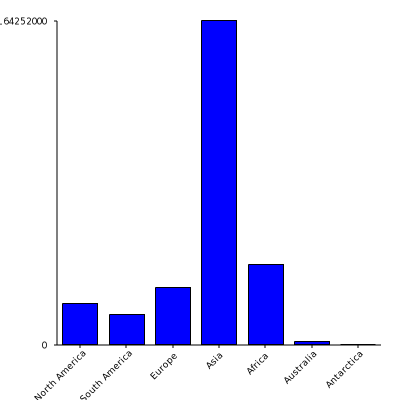 64252000
0
North America
South America
Europe
Asia
Africa
Australia
Antarctica